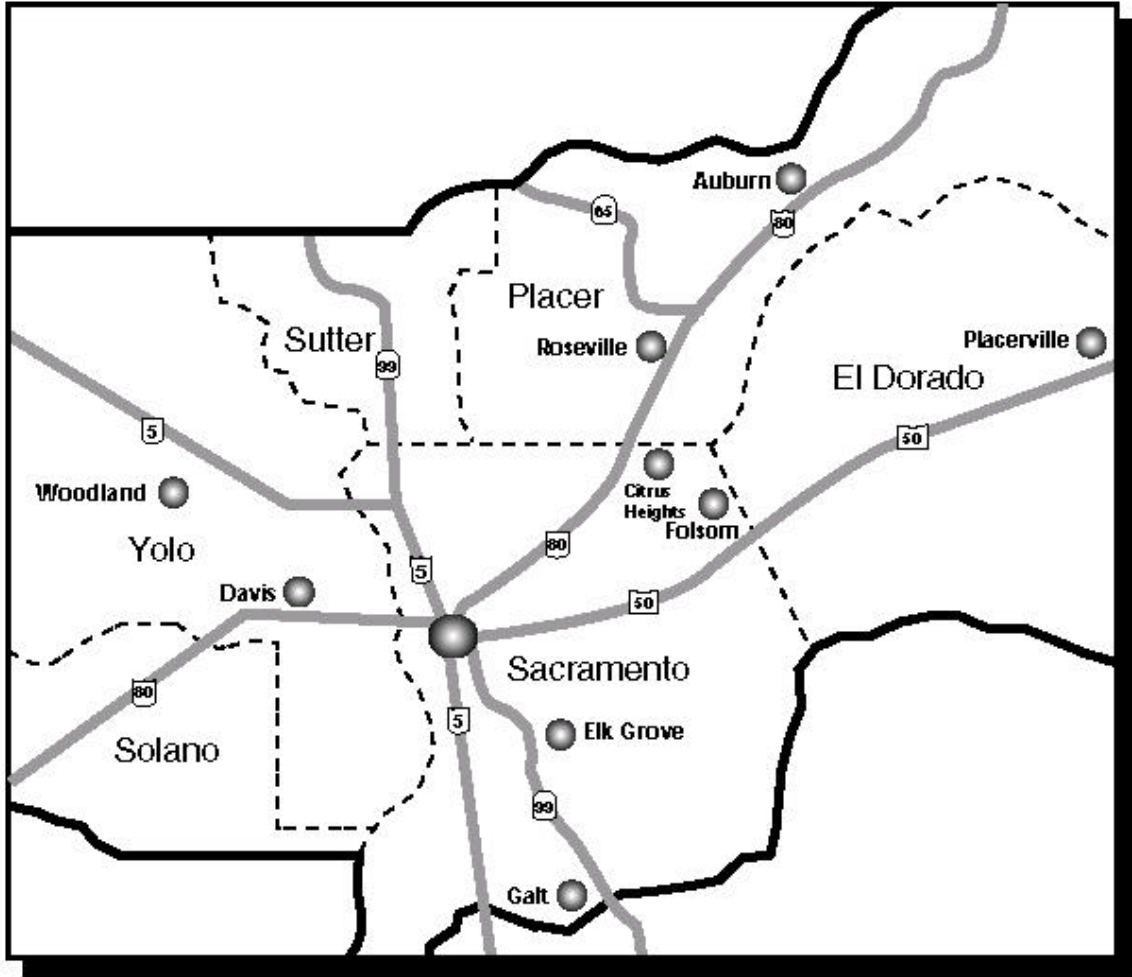 Auburn
65
80
Placer
Sutter
Roseville
Placerville
99
El Dorado
5
50
Woodland
Citrus
Heights
Folsom
Yolo
80
5
Davis
50
Sacramento
80
5
Elk Grove
Solano
99
Galt